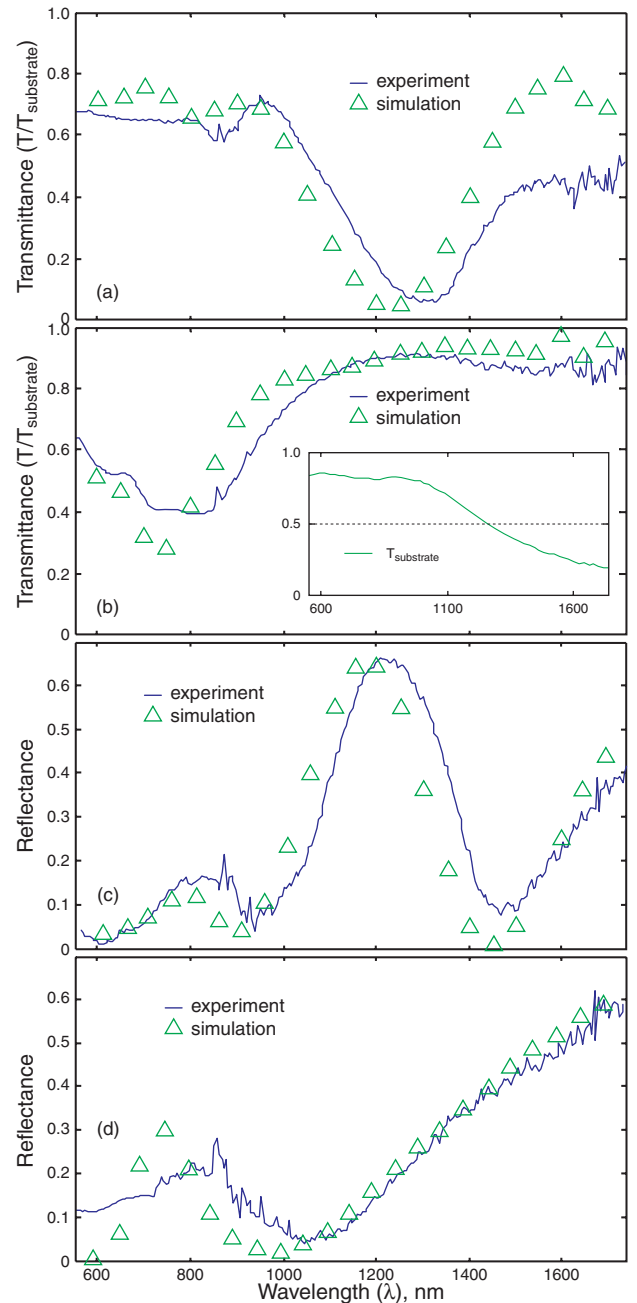 1.0
0.8
0.6
0.4
0.2
0
Transmittance (T/Tsubstrate)
experiment
simulation
(a)
1.0
0.8
0.6
0.4
0.2
0
Transmittance (T/Tsubstrate)
experiment
simulation
(b)
1.0
0.5
0
Tsubstrate
600 1100 1600
0.6
0.5
0.4
0.3
0.2
0.1
0
Reflectance
experiment
simulation
(c)
0.6
0.5
0.4
0.3
0.2
0.1
0
Reflectance
experiment
simulation
(d)
600 800 1000 1200 1400 1600
Wavelength (λ), nm